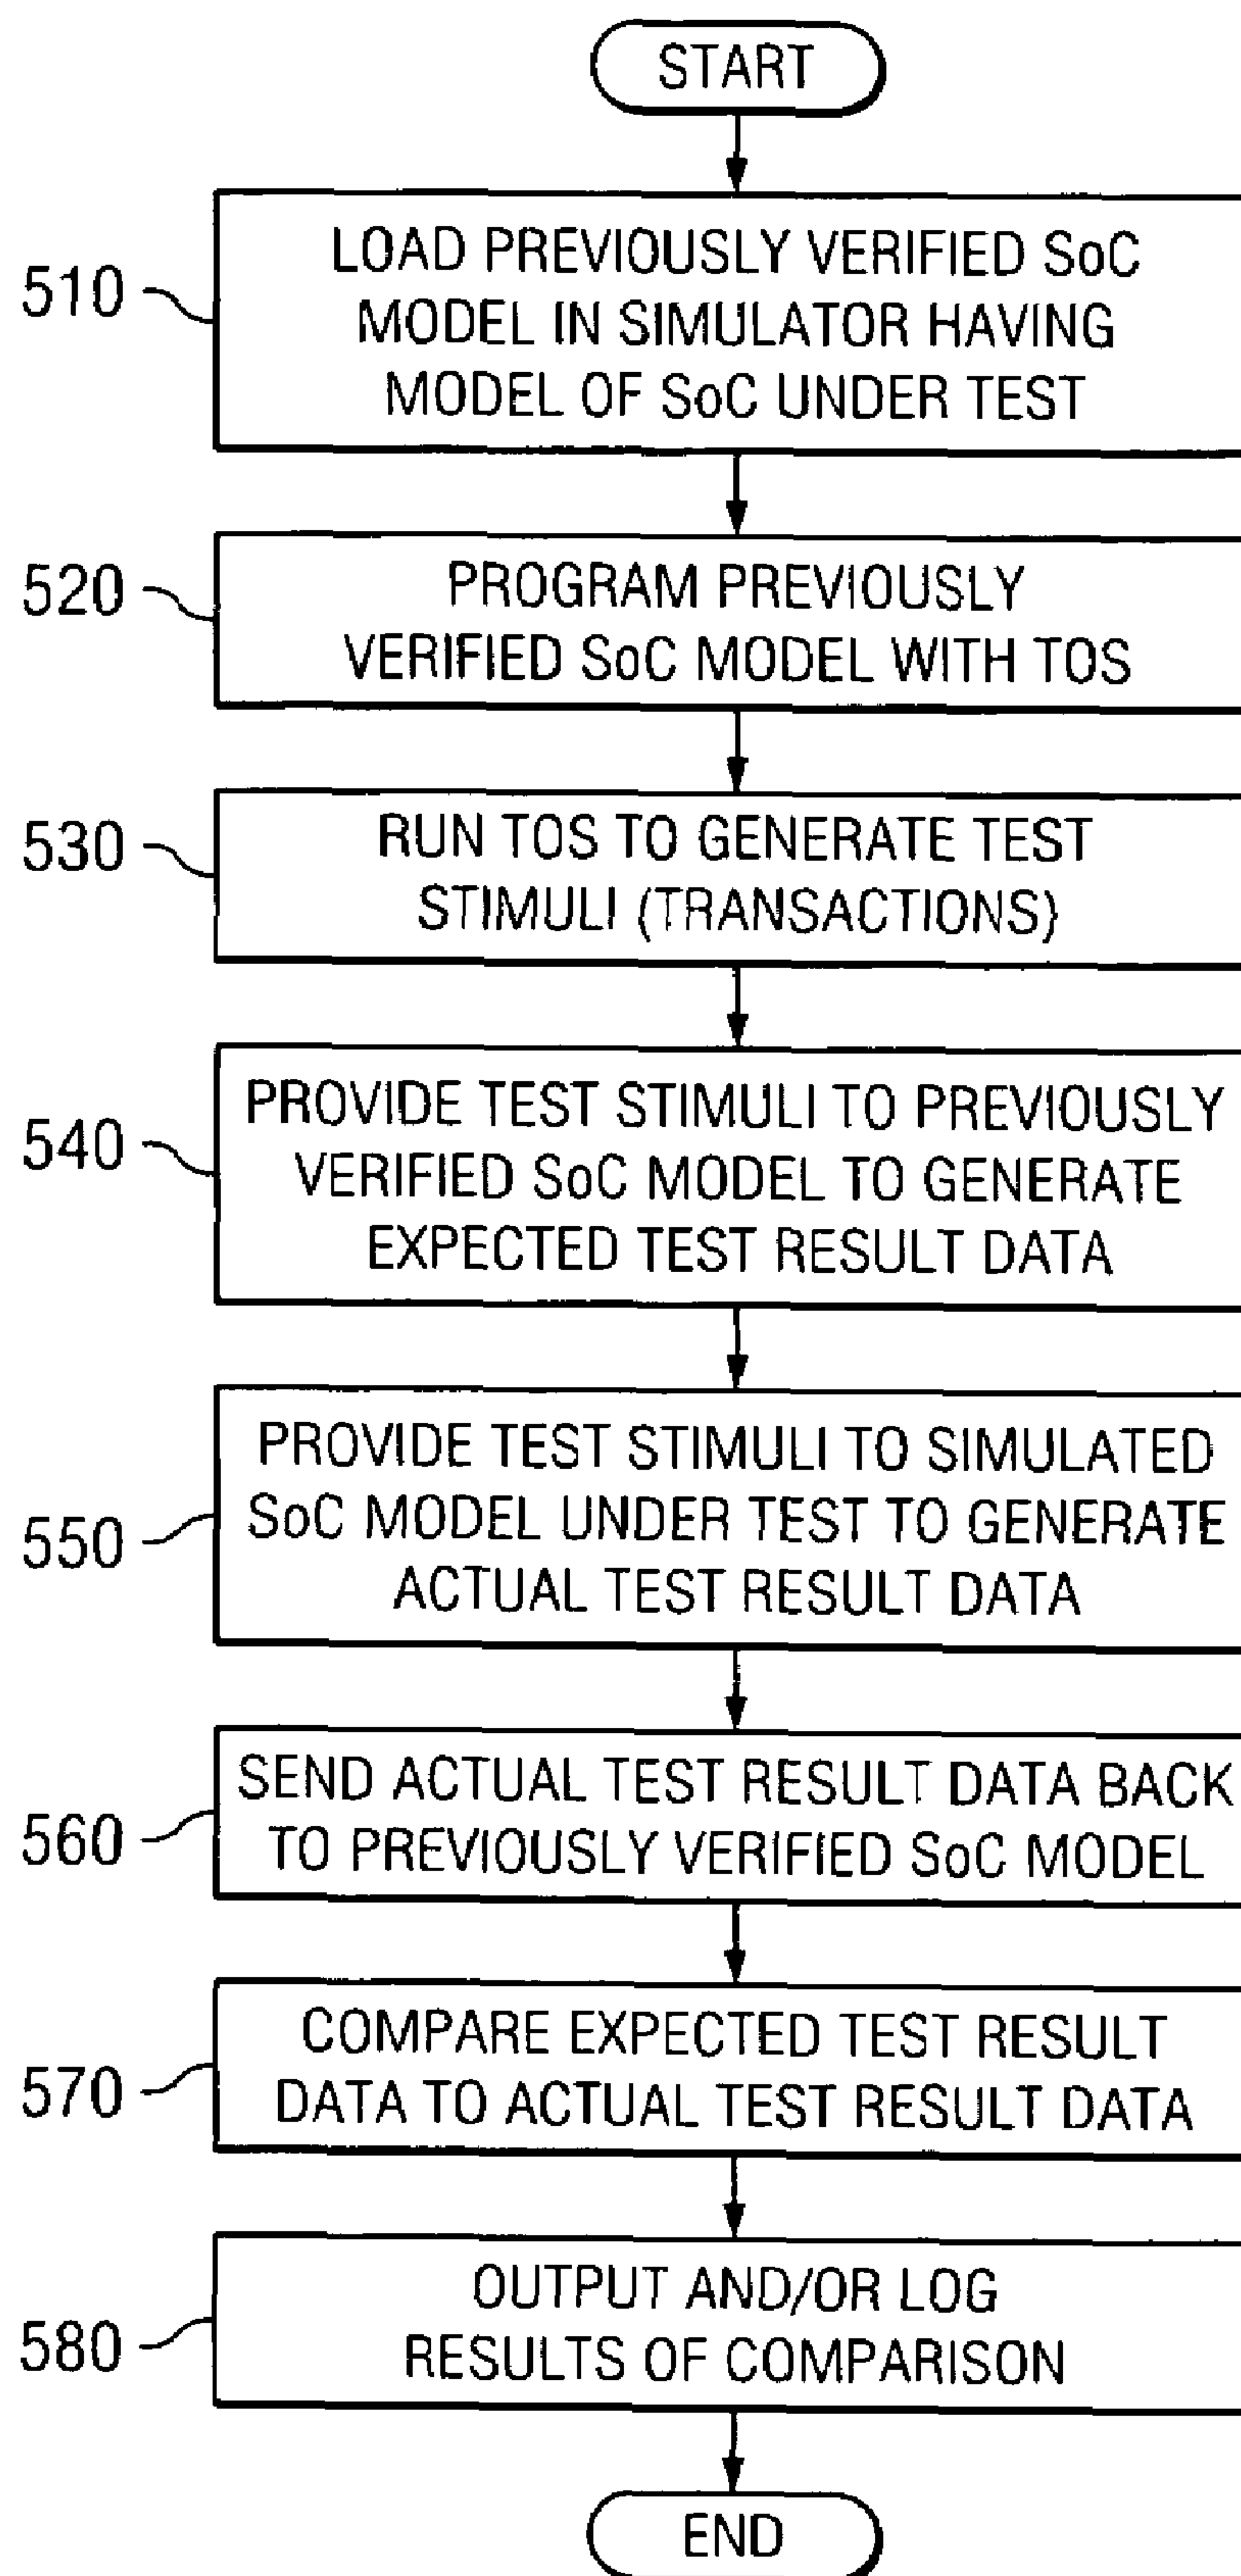 START
510
LOAD PREVIOUSLY VERIFIED SoC
MODEL IN SIMULATOR HAVING
MODEL OF SoC UNDER TEST
520
PROGRAM PREVIOUSLY
VERIFIED SoC MODEL WITH TOS
530
RUN TOS TO GENERATE TEST
STIMULI (TRANSACTIONS)
540
PROVIDE TEST STIMULI TO PREVIOUSLY
VERIFIED SoC MODEL TO GENERATE
EXPECTED TEST RESULT DATA
550
PROVIDE TEST STIMULI TO SIMULATED
SoC MODEL UNDER TEST TO GENERATE
ACTUAL TEST RESULT DATA
560
SEND ACTUAL TEST RESULT DATA BACK
TO PREVIOUSLY VERIFIED SoC MODEL
570
COMPARE EXPECTED TEST RESULT
DATA TO ACTUAL TEST RESULT DATA
580
OUTPUT AND/OR LOG
RESULTS OF COMPARISON
END